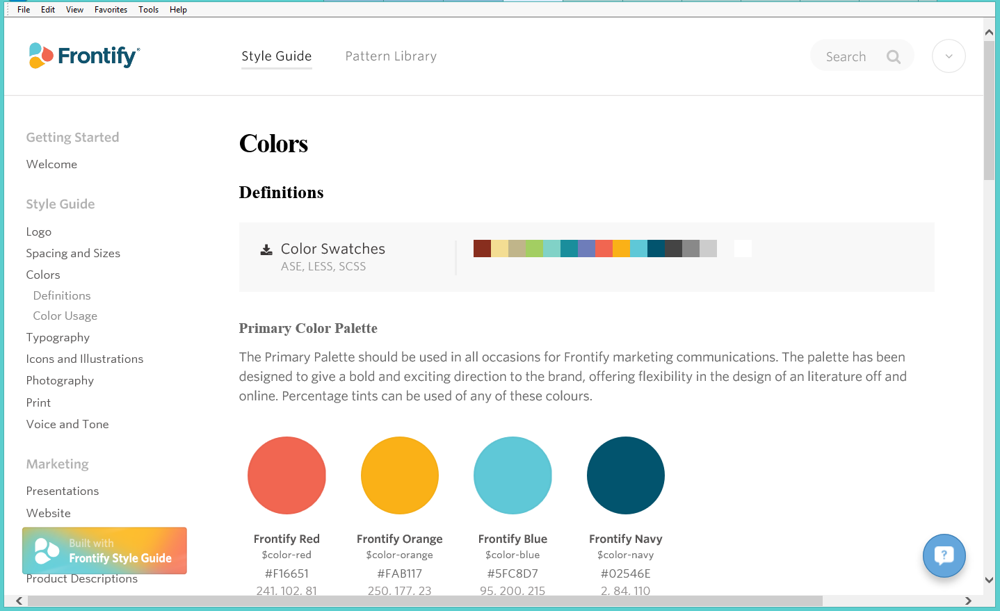 File Edit View Favorites Tools Help
Frontify®
Style Guide
Pattern Library
Search
Getting Started
Welcome
Style Guide
Logo
Spacing and Sizes
Colors
Definitions
Color Usage
Typography
Icons and Illustrations
Photography
Print
Voice and Tone
Marketing
Presentations
Website
Built with
Frontify Style Guide
Product Descriptions
Colors
Definitions
Color Swatches
ASE, LESS, SCSS
Primary Color Palette
The Primary Palette should be used in all occasions for Frontify marketing communications. The palette has been
designed to give a bold and exciting direction to the brand, offering flexibility in the design of an literature off and
online. Percentage tints can be used of any of these colours.
Frontify Red
$color-red
#F16651
241, 102, 81
Frontify Orange
$color-orange
#FAB117
250, 177, 23
Frontify Blue
$color-blue
#5FC8D7
95, 200, 215
Frontify Navy
$color-navy
#02546E
2, 84, 110
?